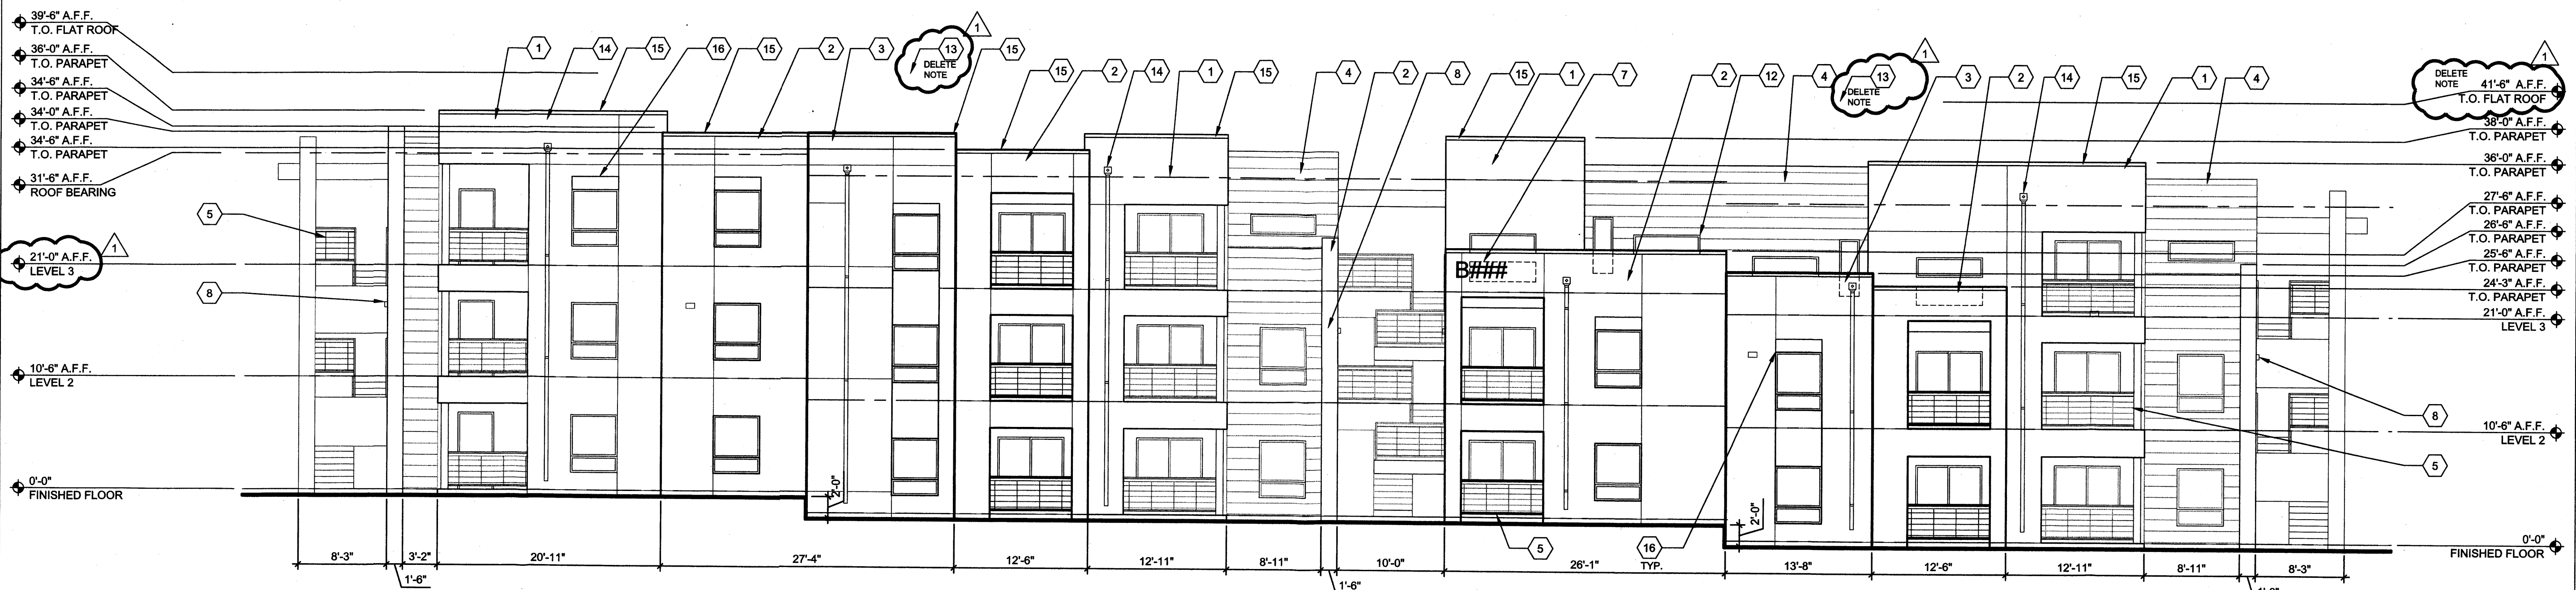 39'-6" A.F.F.
T.O. FLAT ROOF
36'-0" A.F.F.
T.O. PARAPET
34'-6" A.F.F.
T.O. PARAPET
34'-0" A.F.F.
T.O. PARAPET
34'-6" A.F.F.
T.O. PARAPET
31'-6" A.F.F.
ROOF BEARING
5
1
21'-0" A.F.F.
LEVEL 3
8
10'-6" A.F.F.
LEVEL 2
0'-0"
FINISHED FLOOR
1
14
15
16
15
2
3
1
13
DELETE
NOTE
15
15
2
14
1
15
4
2
8
15
1
7
2
12
4
1
13
DELETE
NOTE
3
2
14
15
1
4
1
DELETE
NOTE
41'-6" A.F.F.
T.O. FLAT ROOF
38'-0" A.F.F.
T.O. PARAPET
36'-0" A.F.F.
T.O. PARAPET
27'-6" A.F.F.
T.O. PARAPET
26'-6" A.F.F.
T.O. PARAPET
25'-6" A.F.F.
T.O. PARAPET
24'-3" A.F.F.
T.O. PARAPET
21'-0" A.F.F.
LEVEL 3
8
10'-6" A.F.F.
LEVEL 2
5
0'-0"
FINISHED FLOOR
B###
2'-0"
2'-0"
5
16
TYP.
8'-3"
1'-6"
3'-2"
20'-11"
27'-4"
12'-6"
12'-11"
8'-11"
1'-6"
10'-0"
26'-1"
13'-8"
12'-6"
12'-11"
8'-11"
8'-3"